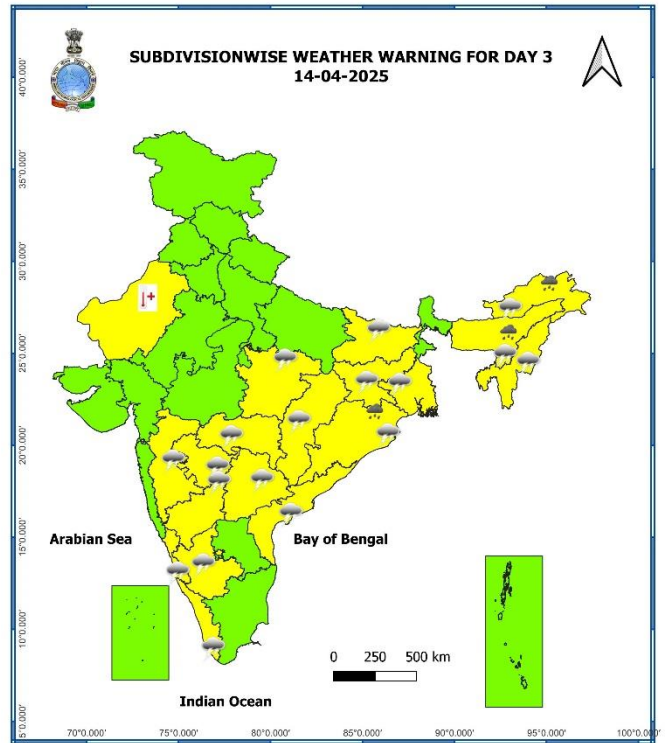 SUBDIVISIONWISE WEATHER WARNING FOR DAY 3
14-04-2025
40°0.000'
35°0.000'
30°0.000'
25°0.000'
20°0.000'
15°0.000'
10°0.000'
5°0.000'
Arabian Sea
Bay of Bengal
0 250 500 km
Indian Ocean
70°0.000' 75°0.000' 80°0.000' 85°0.000' 90°0.000' 95°0.000' 100°0.000'